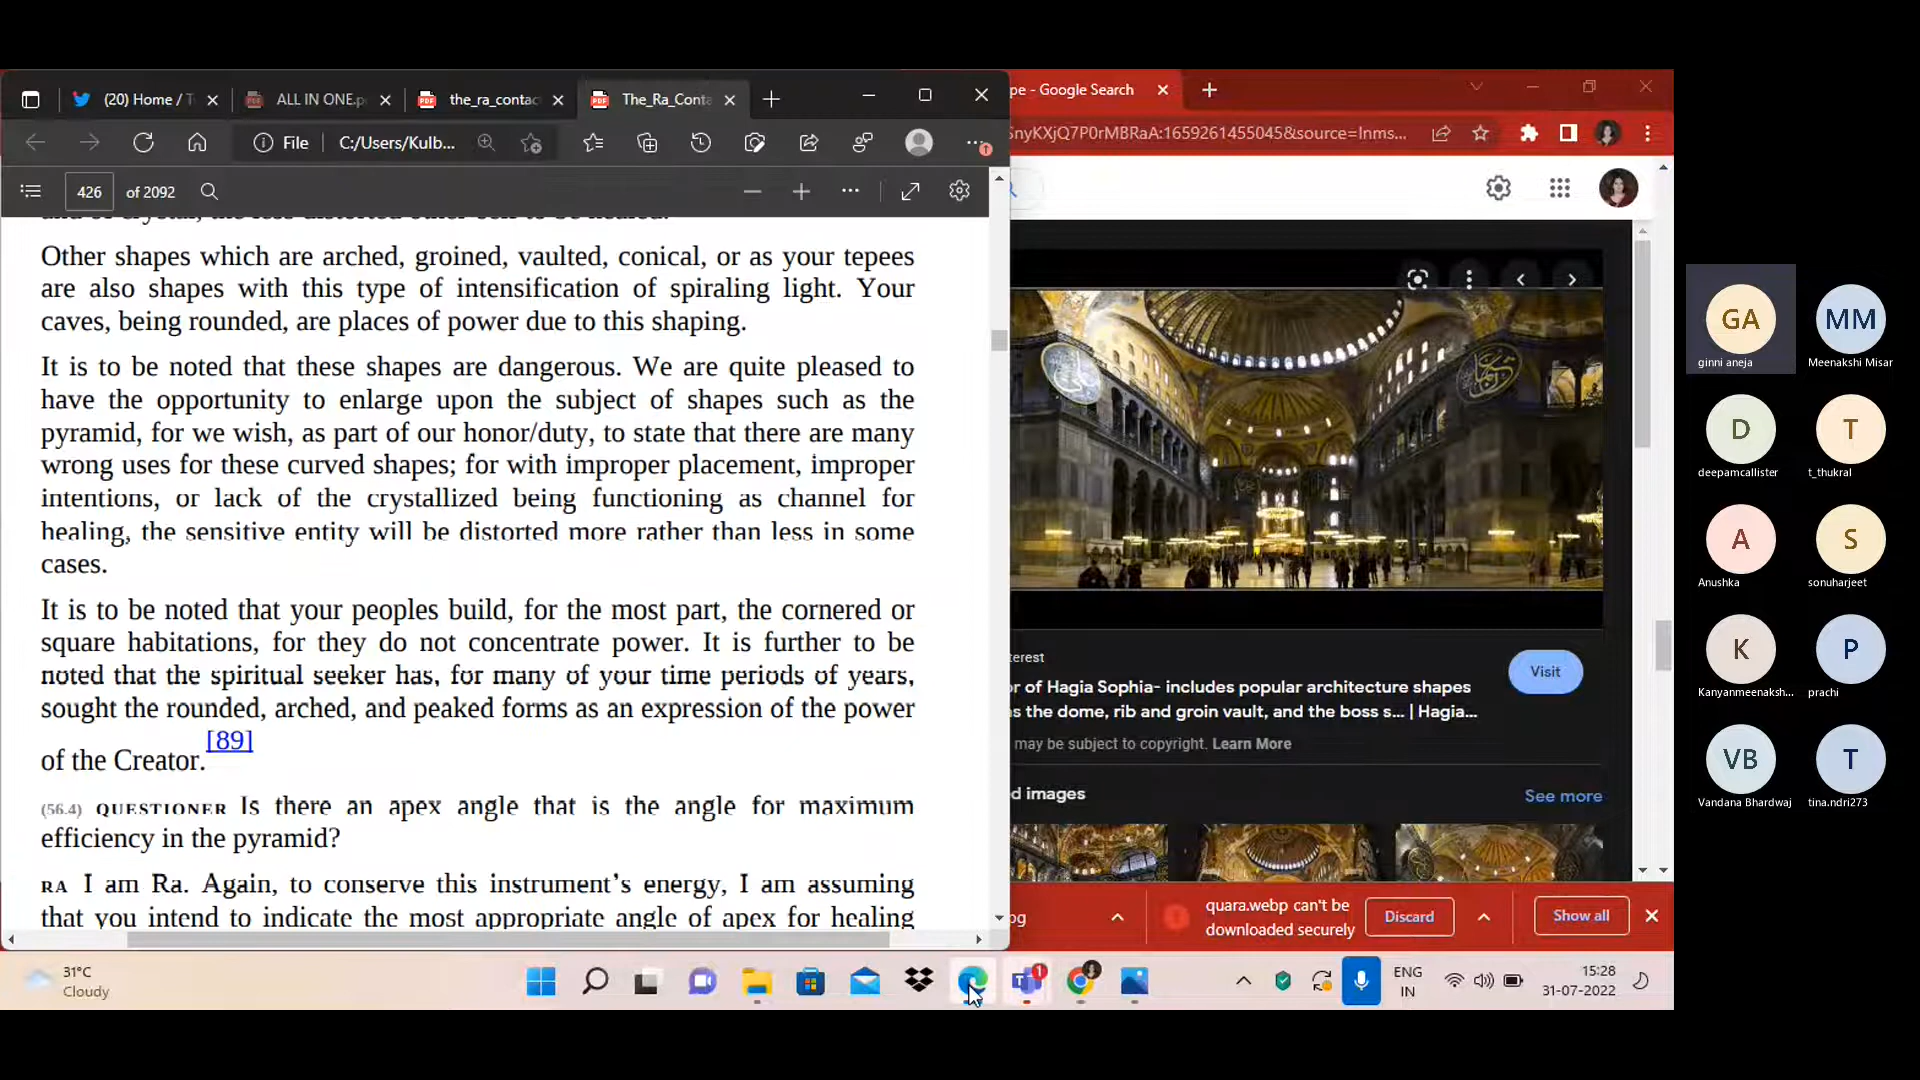 (20) Home / T
ALL IN ONE.p
the_ra_contac
The_Ra_Conta
pe - Google Search
File
C:/Users/Kulb...
5nyKXjQ7P0rMBRaA:1659261455045&source=lnms...
426 of 2092
Other shapes which are arched, groined, vaulted, conical, or as your tepees
are also shapes with this type of intensification of spiraling light. Your
caves, being rounded, are places of power due to this shaping.
It is to be noted that these shapes are dangerous. We are quite pleased to
have the opportunity to enlarge upon the subject of shapes such as the
pyramid, for we wish, as part of our honor/duty, to state that there are many
wrong uses for these curved shapes; for with improper placement, improper
intentions, or lack of the crystallized being functioning as channel for
healing, the sensitive entity will be distorted more rather than less in some
cases.
It is to be noted that your peoples build, for the most part, the cornered or
square habitations, for they do not concentrate power. It is further to be
noted that the spiritual seeker has, for many of your time periods of years,
sought the rounded, arched, and peaked forms as an expression of the power
of the Creator.[89]
(56.4) QUESTIONER Is there an apex angle that is the angle for maximum
efficiency in the pyramid?
RA I am Ra. Again, to conserve this instrument's energy, I am assuming
that you intend to indicate the most appropriate angle of apex for healing
terest
Visit
or of Hagia Sophia- includes popular architecture shapes
s the dome, rib and groin vault, and the boss s... | Hagia...
may be subject to copyright. Learn More
d images
See more
quara.webp can't be
downloaded securely
Discard
Show all
31°C
Cloudy
1
ENG
IN
15:28
31-07-2022
GA
ginni aneja
MM
Meenakshi Misar
D
deepamcallister
T
t_thukral
A
Anushka
S
sonuharjeet
K
Kanyanmeenaksh...
P
prachi
VB
Vandana Bhardwaj
T
tina.ndri273